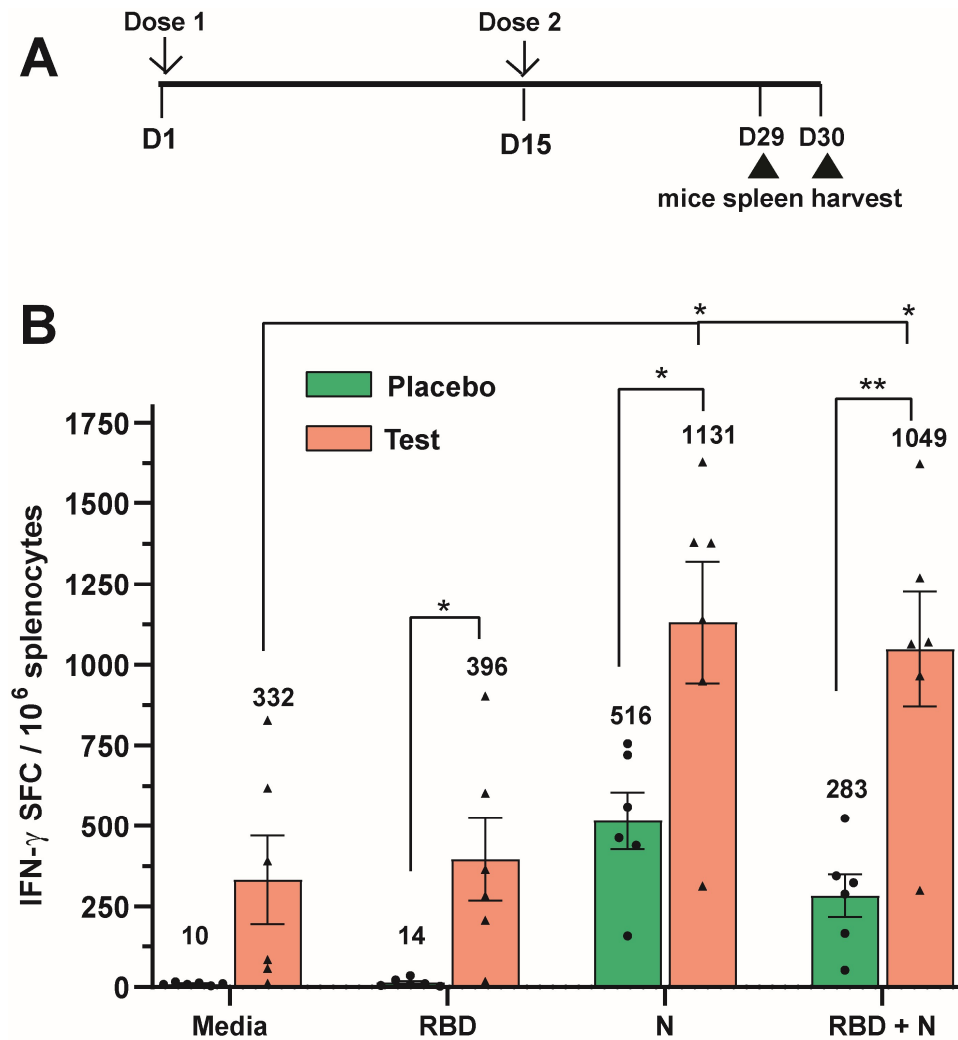 A
Dose 1
Dose 2
D1
D15
D29
D30
mice spleen harvest
B
*
*
Placebo
Test
*
**
1131
1049
*
396
332
516
283
10
14
IFN-γ SFC / 10⁶ splenocytes
1750
1500
1250
1000
750
500
250
0
Media
RBD
N
RBD + N